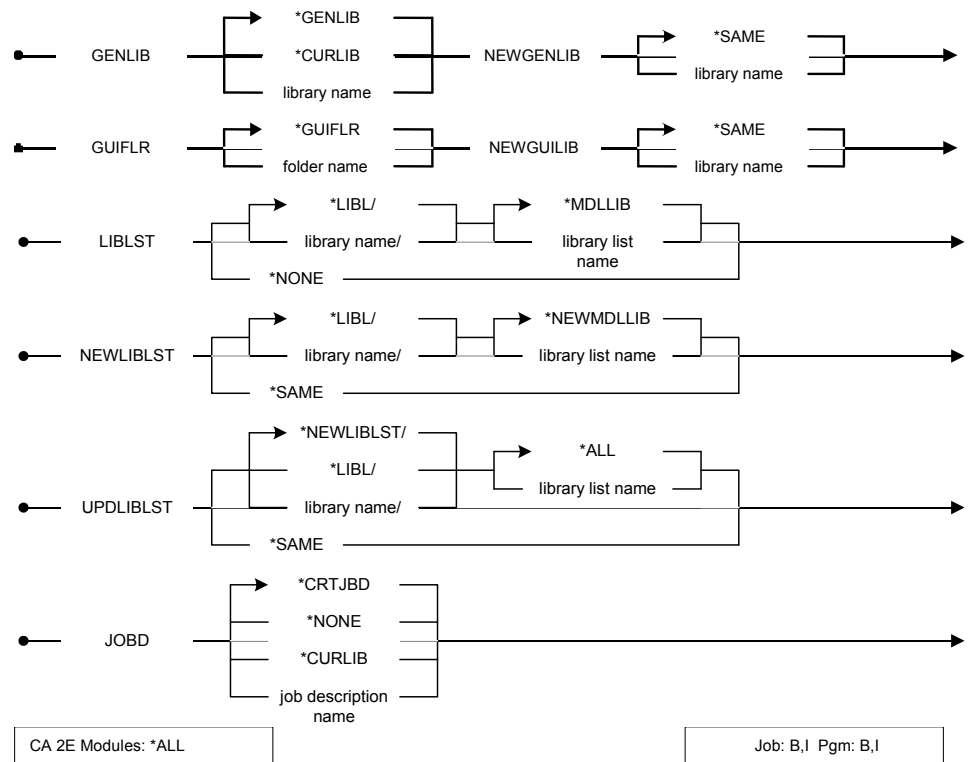 *GENLIB
GENLIB
*CURLIB
library name
NEWGENLIB
*SAME
library name
GUIFLR
*GUIFLR
folder name
NEWGUILIB
*SAME
library name
LIBLST
*LIBL/
library name/
*NONE
*MDLLIB
library list
name
NEWLIBLST
*LIBL/
library name/
*SAME
*NEWMDLLIB
library list name
UPDLIBLST
*NEWLIBLST/
*LIBL/
library name/
*SAME
*ALL
library list name
JOBD
*CRTJBD
*NONE
*CURLIB
job description
name
CA 2E Modules: *ALL
Job: B,I Pgm: B,I